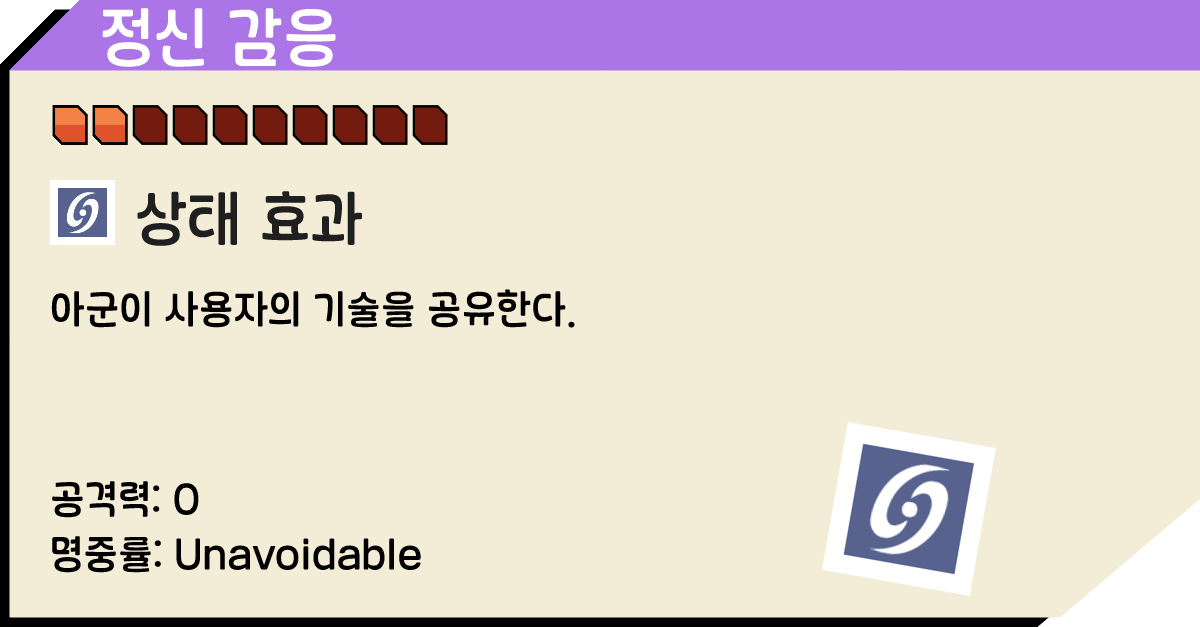 정신 감응
상태 효과
아군이 사용자의 기술을 공유한다.
공격력: 0
명중률: Unavoidable